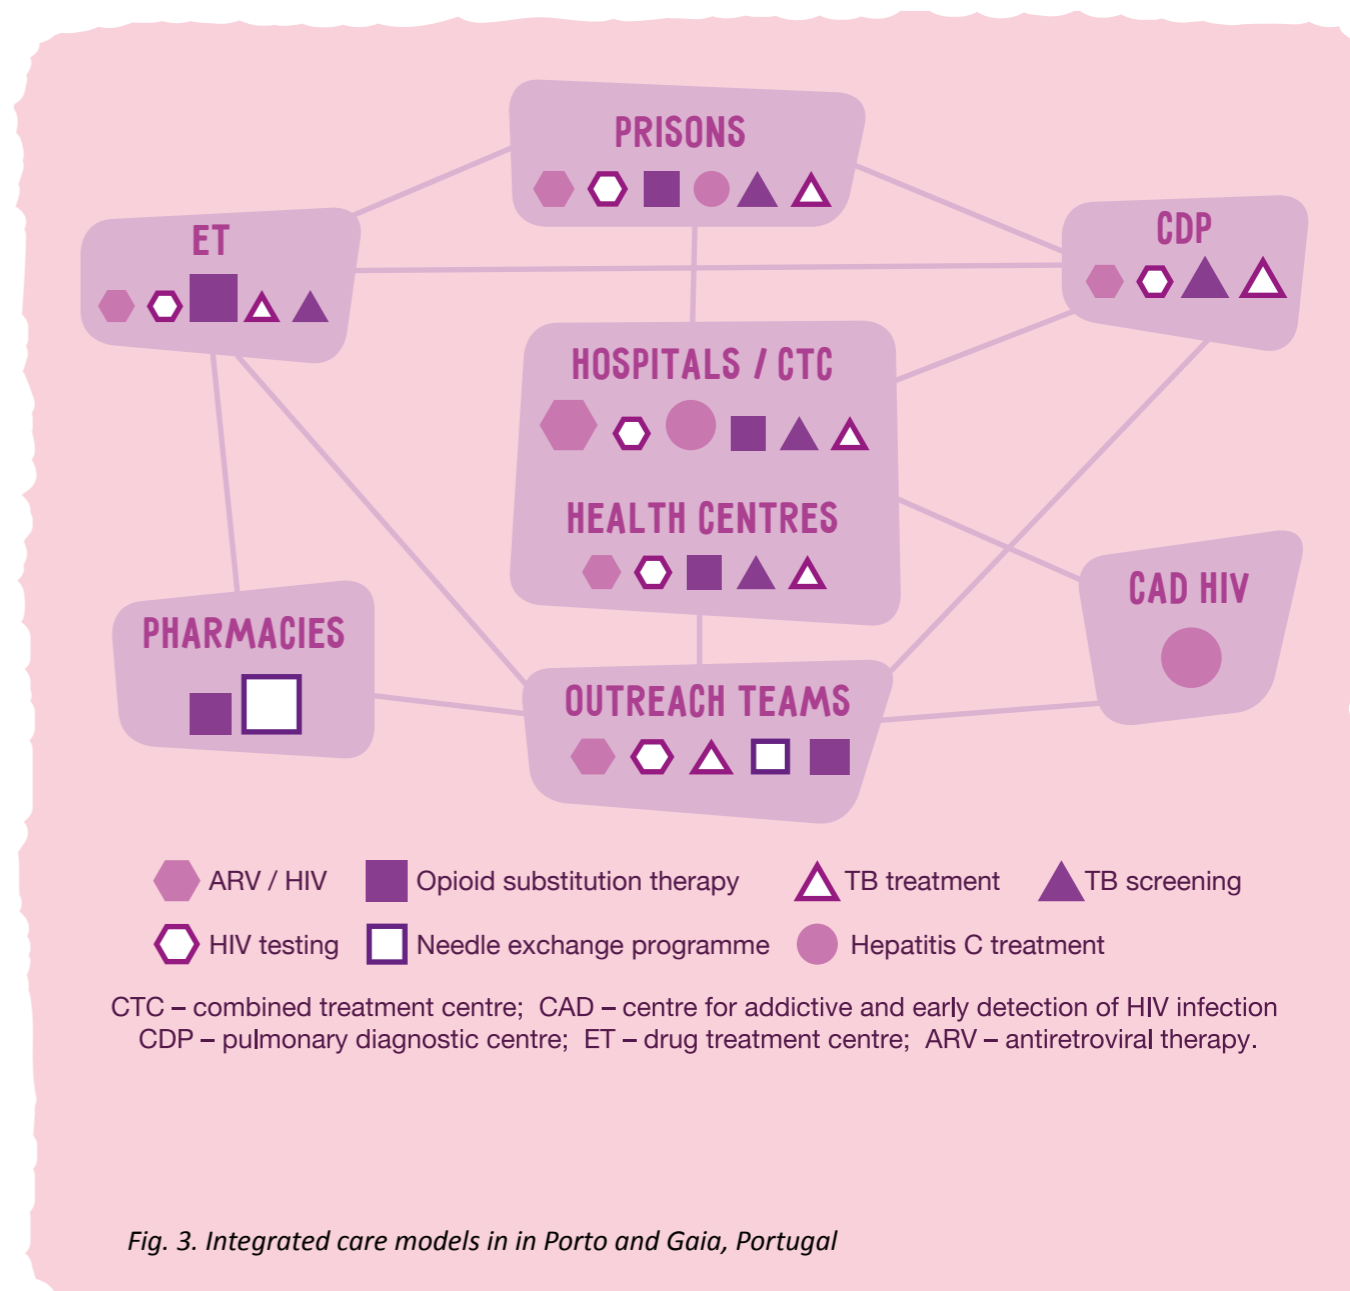 PRISONS
ET
CDP
HOSPITALS / CTC
HEALTH CENTRES
CAD HIV
PHARMACIES
OUTREACH TEAMS
ARV / HIV Opioid substitution therapy TB treatment TB screening
HIV testing Needle exchange programme Hepatitis C treatment
CTC – combined treatment centre; CAD – centre for addictive and early detection of HIV infection
CDP – pulmonary diagnostic centre; ET – drug treatment centre; ARV – antiretroviral therapy.
Fig. 3. Integrated care models in in Porto and Gaia, Portugal